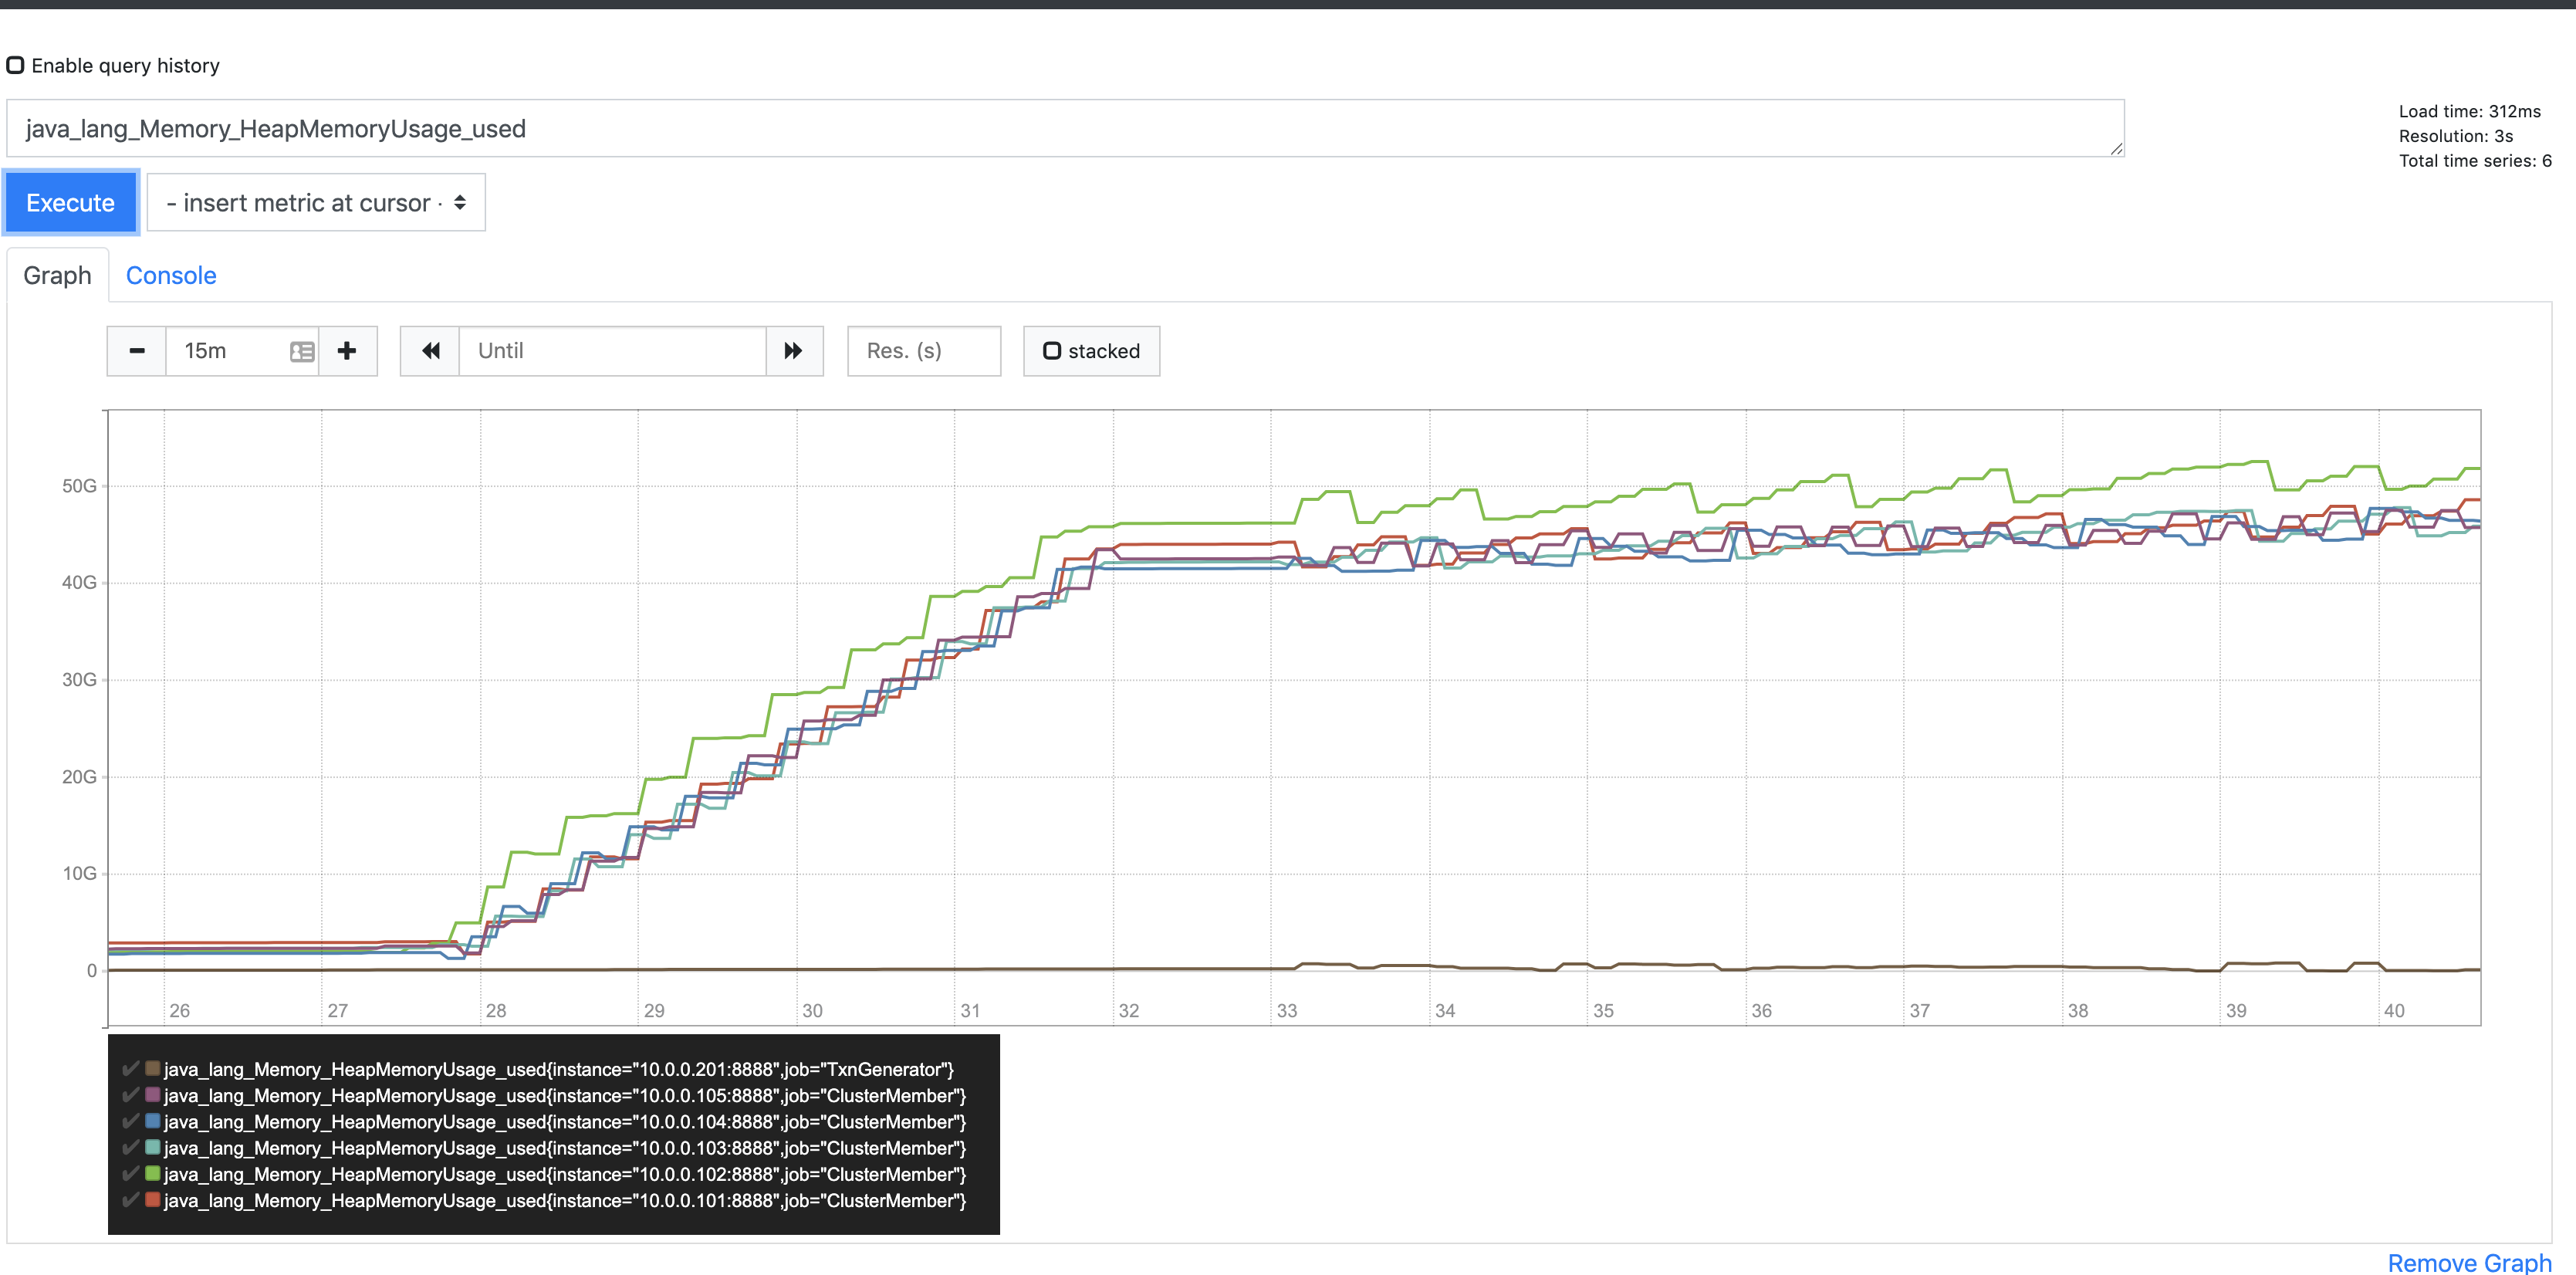 Enable query history
java_lang_Memory_HeapMemoryUsage_used
Load time: 312ms
Resolution: 3s
Total time series: 6
Execute
- insert metric at cursor -
Graph
Console
15m
Until
Res. (s)
stacked
50G
40G
30G
20G
10G
0
26 27 28 29 30 31 32 33 34 35 36 37 38 39 40
java_lang_Memory_HeapMemoryUsage_used{instance="10.0.0.201:8888",job="TxnGenerator"}
java_lang_Memory_HeapMemoryUsage_used{instance="10.0.0.105:8888",job="ClusterMember"}
java_lang_Memory_HeapMemoryUsage_used{instance="10.0.0.104:8888",job="ClusterMember"}
java_lang_Memory_HeapMemoryUsage_used{instance="10.0.0.103:8888",job="ClusterMember"}
java_lang_Memory_HeapMemoryUsage_used{instance="10.0.0.102:8888",job="ClusterMember"}
java_lang_Memory_HeapMemoryUsage_used{instance="10.0.0.101:8888",job="ClusterMember"}
Remove Graph